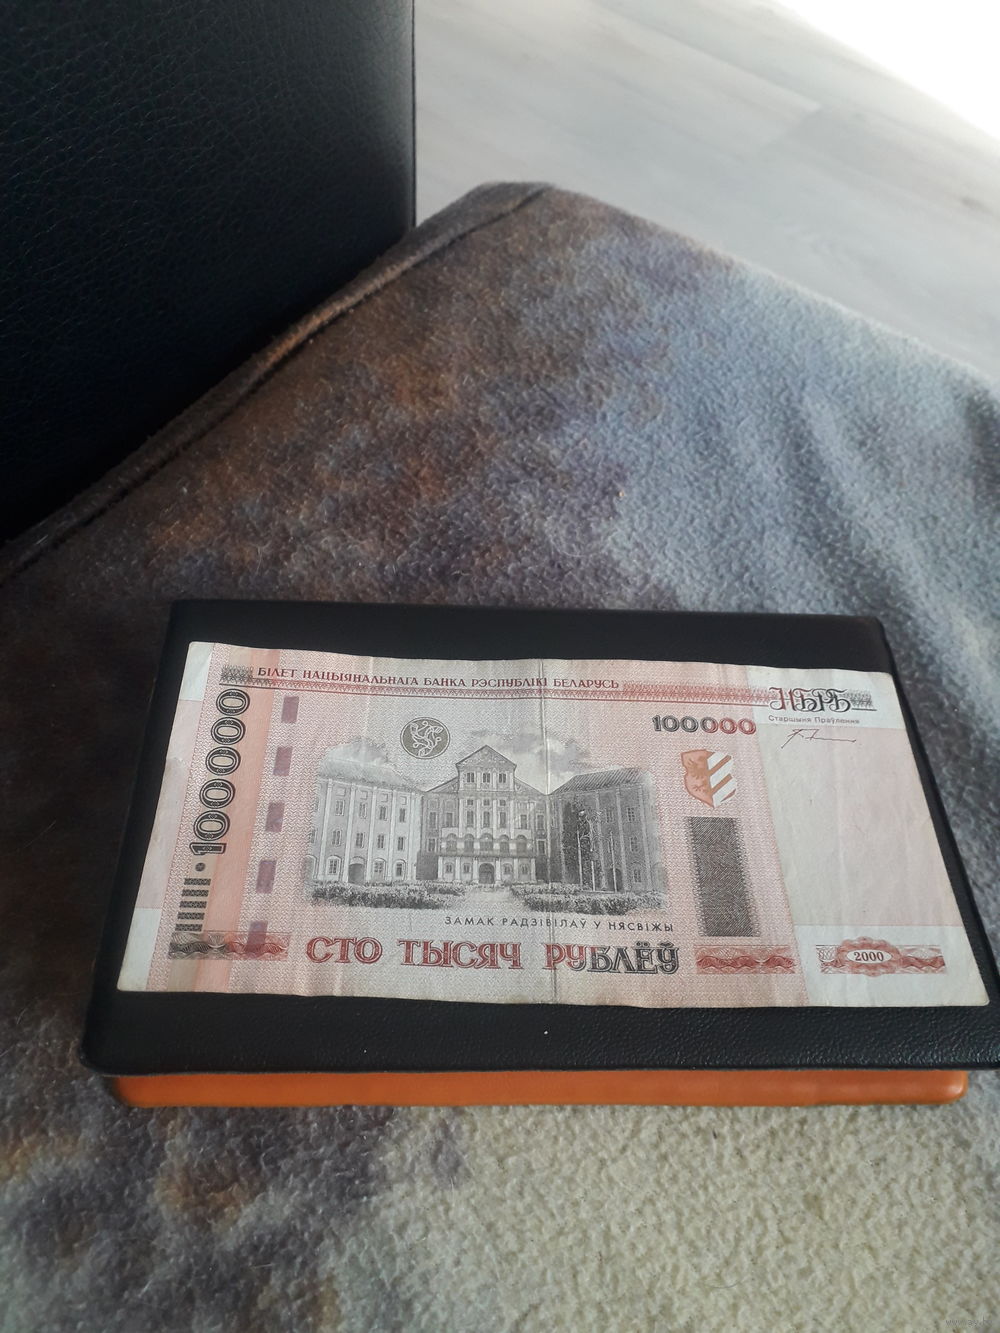 БІЛЕТ НАЦЫЯНАЛЬНАГА БАНКА РЭСПУБЛІКІ БЕЛАРУСЬ
НБРБ
100000
Старшыня Праўлення
100000
ЗАМАК РАДЗІВІЛАЎ У НЯСВІЖЫ
СТО ТЫСЯЧ РУБЛЁЎ
2000